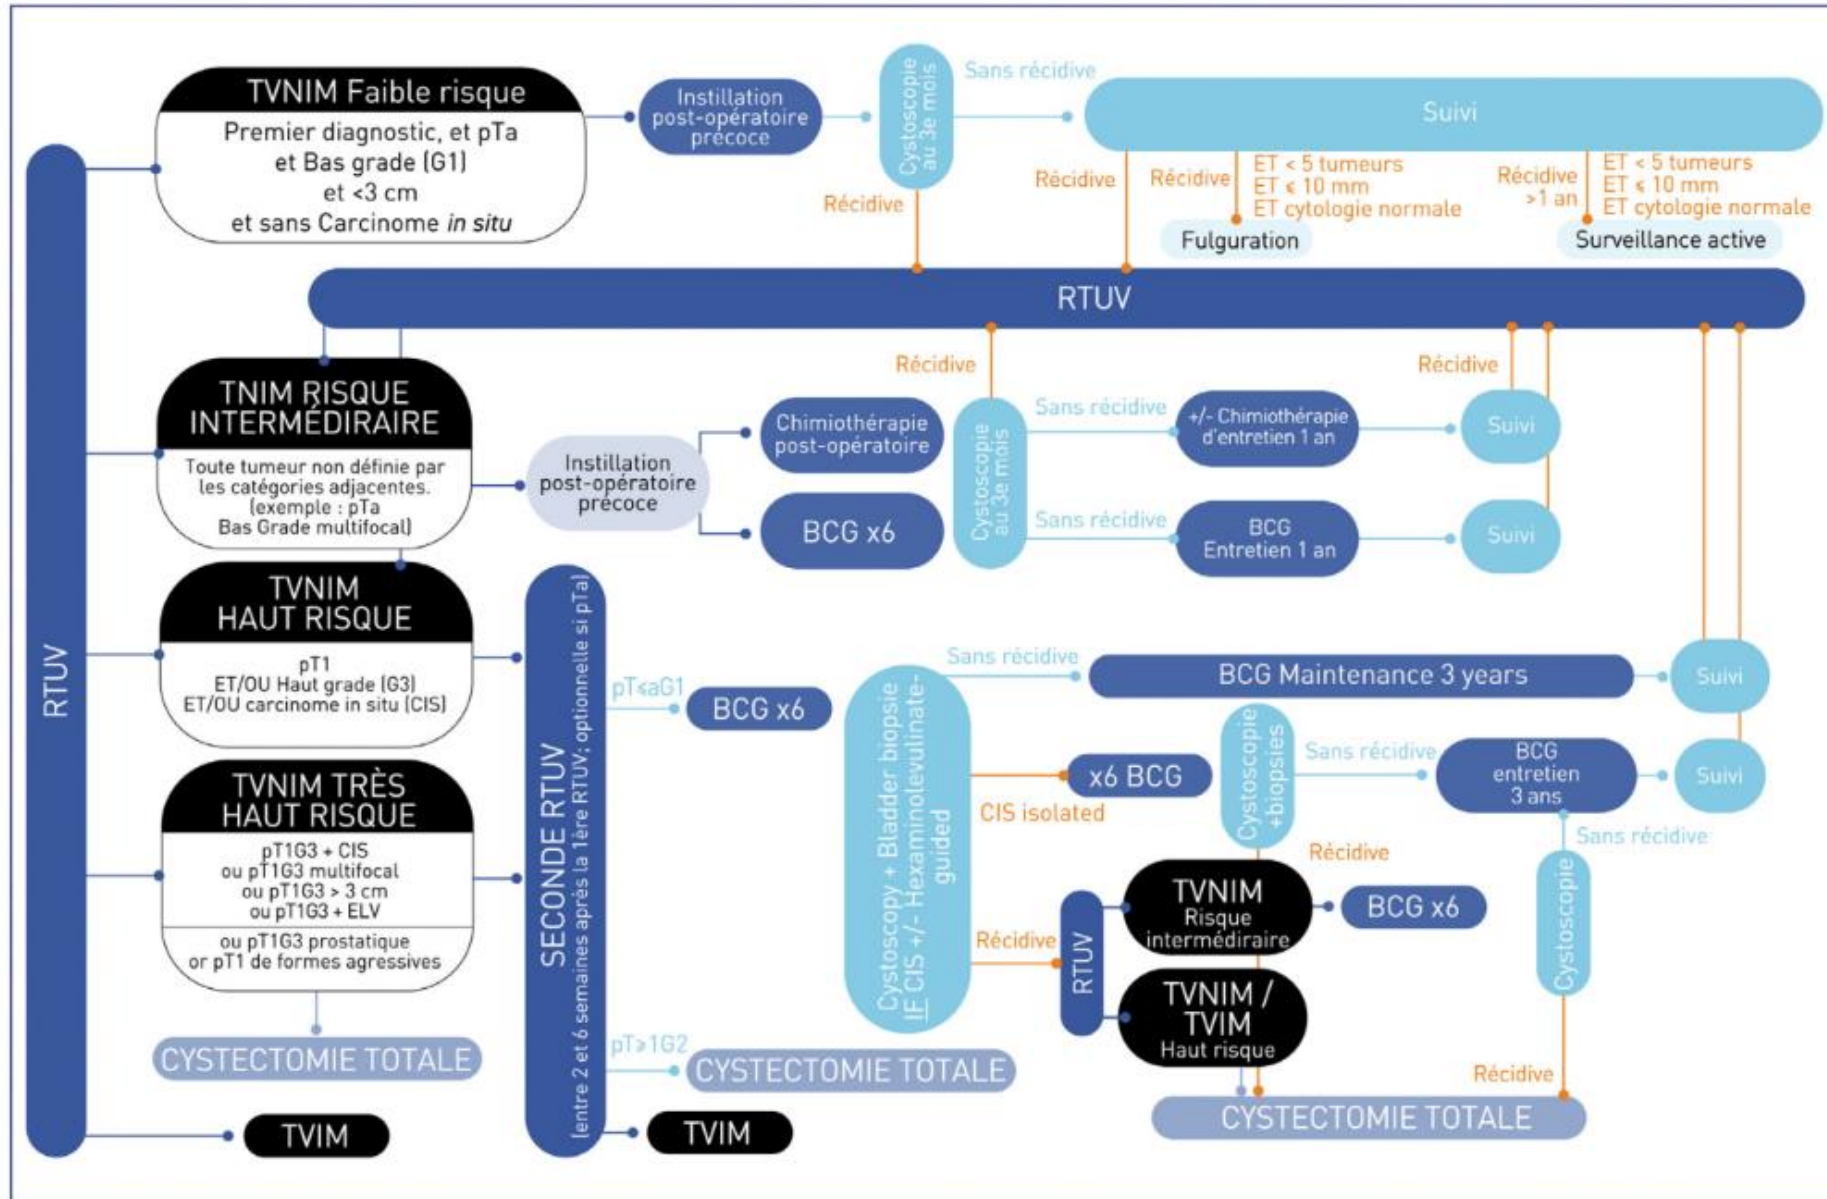 RTUV
TVNIM Faible risque
Premier diagnostic, et pTa
et Bas grade (G1)
et <3 cm
et sans Carcinome in situ
Instillation
post-opératoire
précoce
Cystoscopie
au 3e mois
Sans récidive
Suivi
Récidive
Récidive
Récidive
ET < 5 tumeurs
ET ⩽ 10 mm
ET cytologie normale
Fulguration
Récidive
>1 an
ET < 5 tumeurs
ET ⩽ 10 mm
ET cytologie normale
Surveillance active
RTUV
TNIM RISQUE
INTERMÉDIRAIRE
Toute tumeur non définie par
les catégories adjacentes.
(exemple : pTa
Bas Grade multifocal)
Instillation
post-opératoire
précoce
Chimiothérapie
post-opératoire
BCG x6
Récidive
Cystoscopie
au 3e mois
Sans récidive
+/- Chimiothérapie
d'entretien 1 an
Récidive
Suivi
Sans récidive
BCG
Entretien 1 an
Suivi
TVNIM
HAUT RISQUE
pT1
ET/OU Haut grade (G3)
ET/OU carcinome in situ (CIS)
TVNIM TRÈS
HAUT RISQUE
pT1G3 + CIS
ou pT1G3 multifocal
ou pT1G3 > 3 cm
ou pT1G3 + ELV
ou pT1G3 prostatique
or pT1 de formes agressives
CYSTECTOMIE TOTALE
TVIM
SECONDE RTUV
(entre 2 et 6 semaines après la 1ère RTUV; optionnelle si pTa)
pT⩽aG1
BCG x6
pT⩾1G2
CYSTECTOMIE TOTALE
TVIM
Cystoscopy + Bladder biopsie
IF CIS +/- Hexaminolevulinate-
guided
Sans récidive
BCG Maintenance 3 years
Suivi
x6 BCG
CIS isolated
Cystoscopie
+biopsies
Sans récidive
BCG
entretien
3 ans
Suivi
Sans récidive
Récidive
Cystoscopie
Récidive
RTUV
TVNIM
Risque
intermédiraire
BCG x6
TVNIM /
TVIM
Haut risque
Récidive
CYSTECTOMIE TOTALE